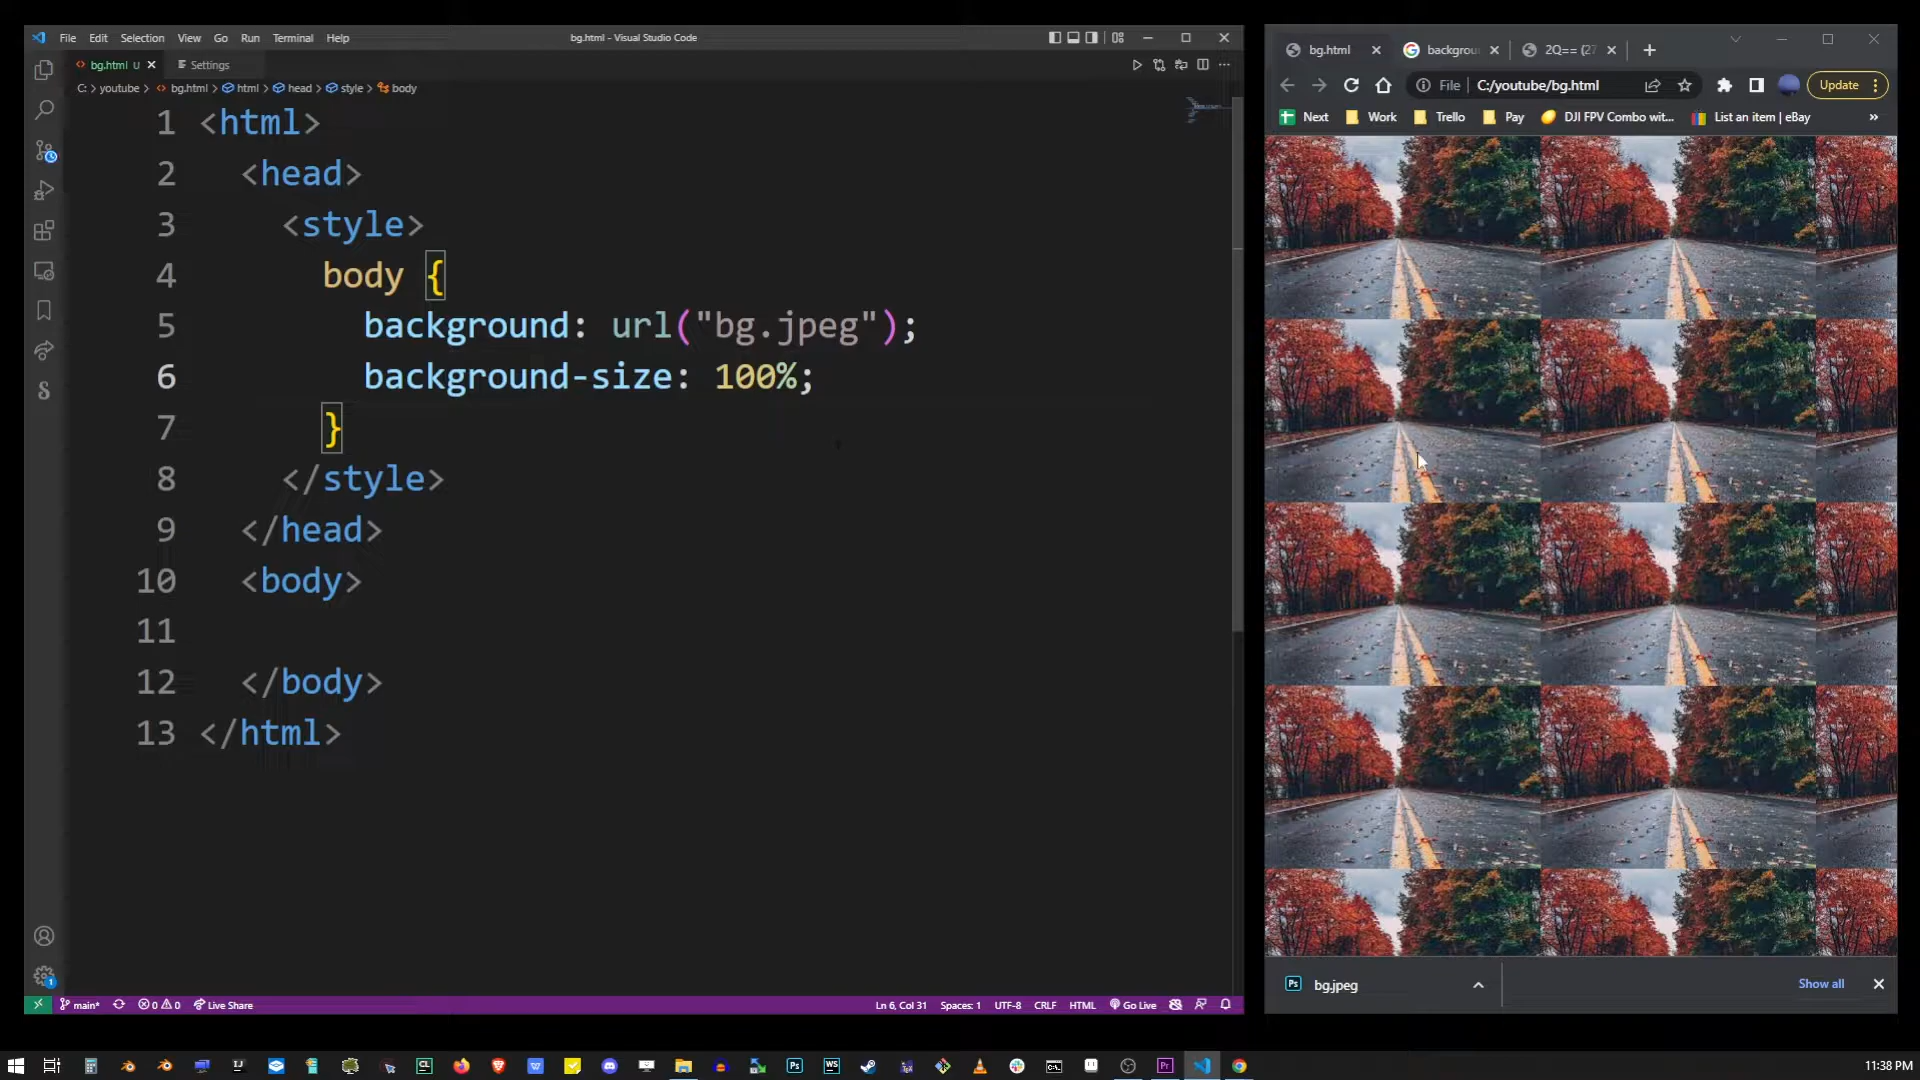 File Edit Selection View Go Run Terminal Help
bg.html - Visual Studio Code
bg.html U
Settings
C: > youtube > bg.html > html > head > style > body
1 <html>
2 <head>
3 <style>
4 body {
5 background: url("bg.jpeg");
6 background-size: 100%;
7 }
8 </style>
9 </head>
10 <body>
11
12 </body>
13 </html>
main*
0 0
Live Share
Ln 6, Col 31 Spaces: 1 UTF-8 CRLF HTML Go Live
bg.html
backgrou
2Q== (27
File C:/youtube/bg.html
Update
Next Work Trello Pay DJI FPV Combo wit... List an item | eBay »
bg.jpeg
Show all
11:38 PM